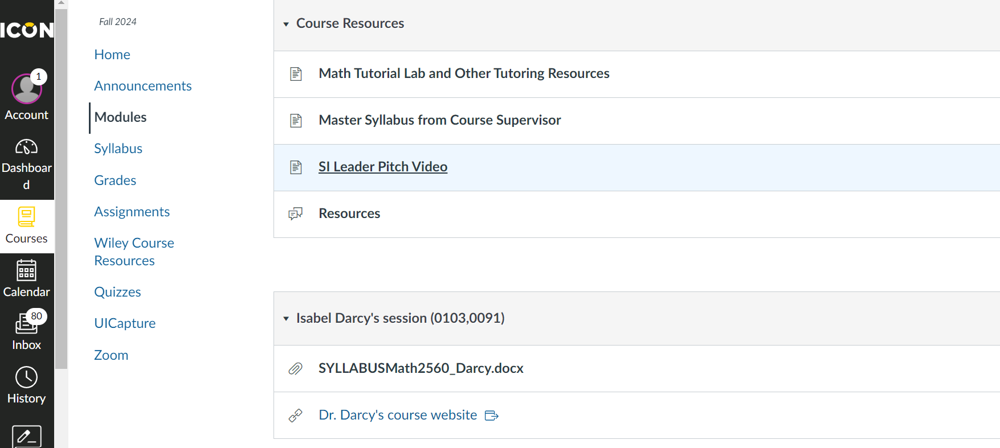 ICON
1
Account
Dashboar
d
Courses
Calendar
80
Inbox
History
Fall 2024
Home
Announcements
Modules
Syllabus
Grades
Assignments
Wiley Course
Resources
Quizzes
UICapture
Zoom
Course Resources
Math Tutorial Lab and Other Tutoring Resources
Master Syllabus from Course Supervisor
SI Leader Pitch Video
Resources
Isabel Darcy's session (0103,0091)
SYLLABUSMath2560_Darcy.docx
Dr. Darcy's course website